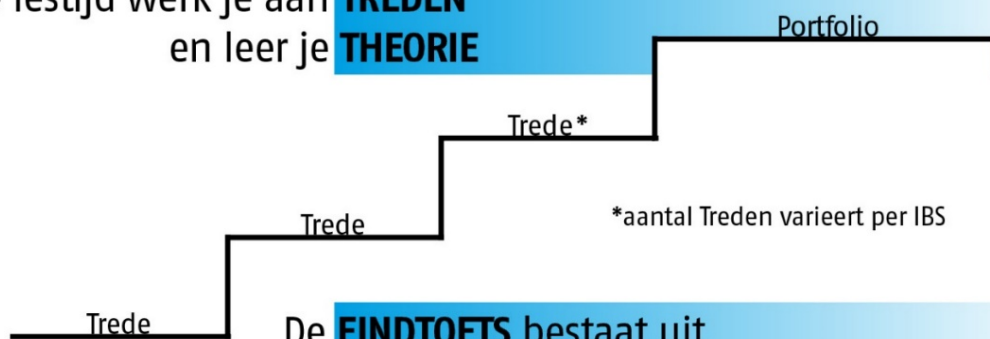 lestijd werk je aan TREDEN
en leer je THEORIE
Portfolio
Trede*
*aantal Treden varieert per IBS
Trede
Trede
De EINDTOETS bestaat uit